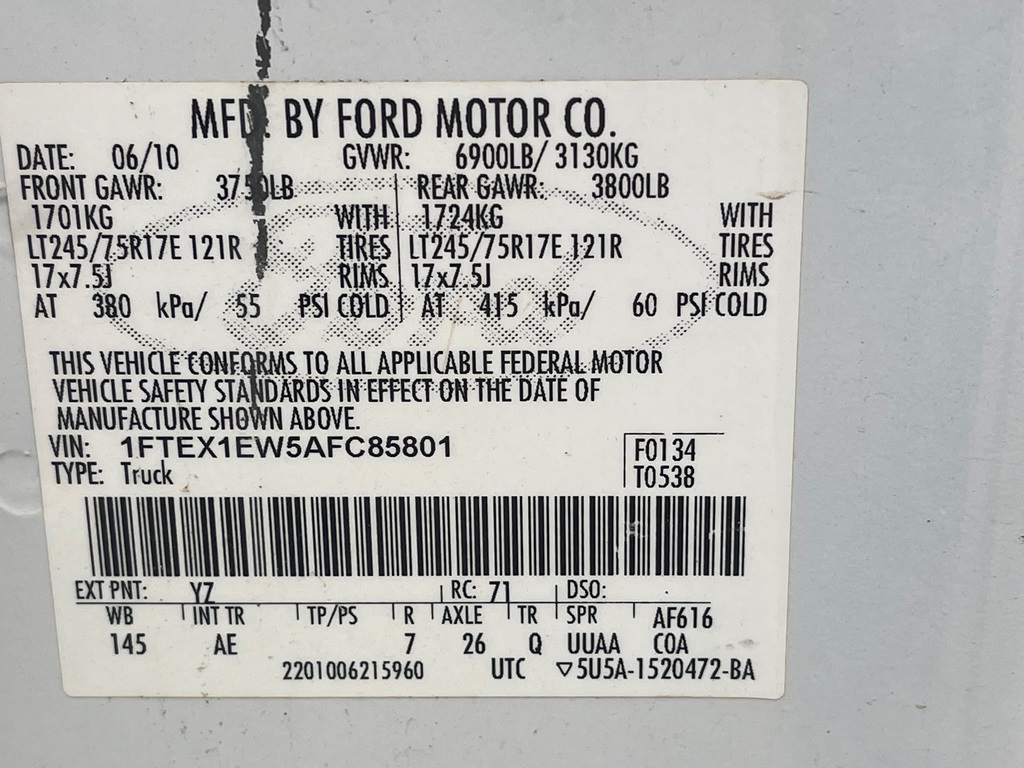 MFD. BY FORD MOTOR CO.
DATE: 06/10 GVWR: 6900LB/ 3130KG
FRONT GAWR: 3750LB REAR GAWR: 3800LB
1701KG WITH 1724KG WITH
LT245/75R17E 121R TIRES LT245/75R17E 121R TIRES
17x7.5J RIMS 17x7.5J RIMS
AT 380 kPa/ 55 PSI COLD AT 415 kPa/ 60 PSI COLD
Ford
THIS VEHICLE CONFORMS TO ALL APPLICABLE FEDERAL MOTOR
VEHICLE SAFETY STANDARDS IN EFFECT ON THE DATE OF
MANUFACTURE SHOWN ABOVE.
VIN: 1FTEX1EW5AFC85801 F0134
TYPE: Truck T0538
EXT PNT: YZ RC: 71 DSO:
WB INT TR TP/PS R AXLE TR SPR AF616
145 AE 7 26 Q UUAA COA
2201006215960 UTC ▽5U5A-1520472-BA